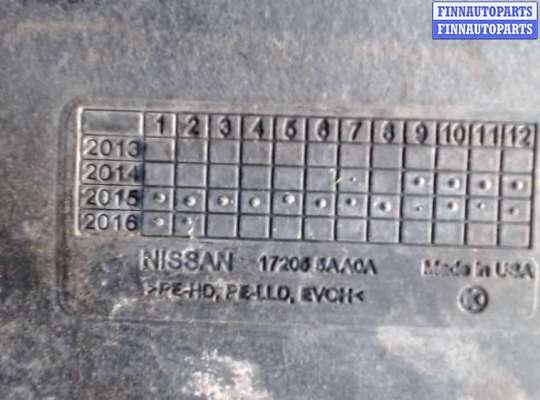 FINNAUTOPARTS
FINNAUTOPARTS
1 2 3 4 5 6 7 8 9 10 11 12
2013
2014
2015
2016
NISSAN 17206 5AA0A Made in USA
>PE-HD, PE-LLD, EVOH<
K